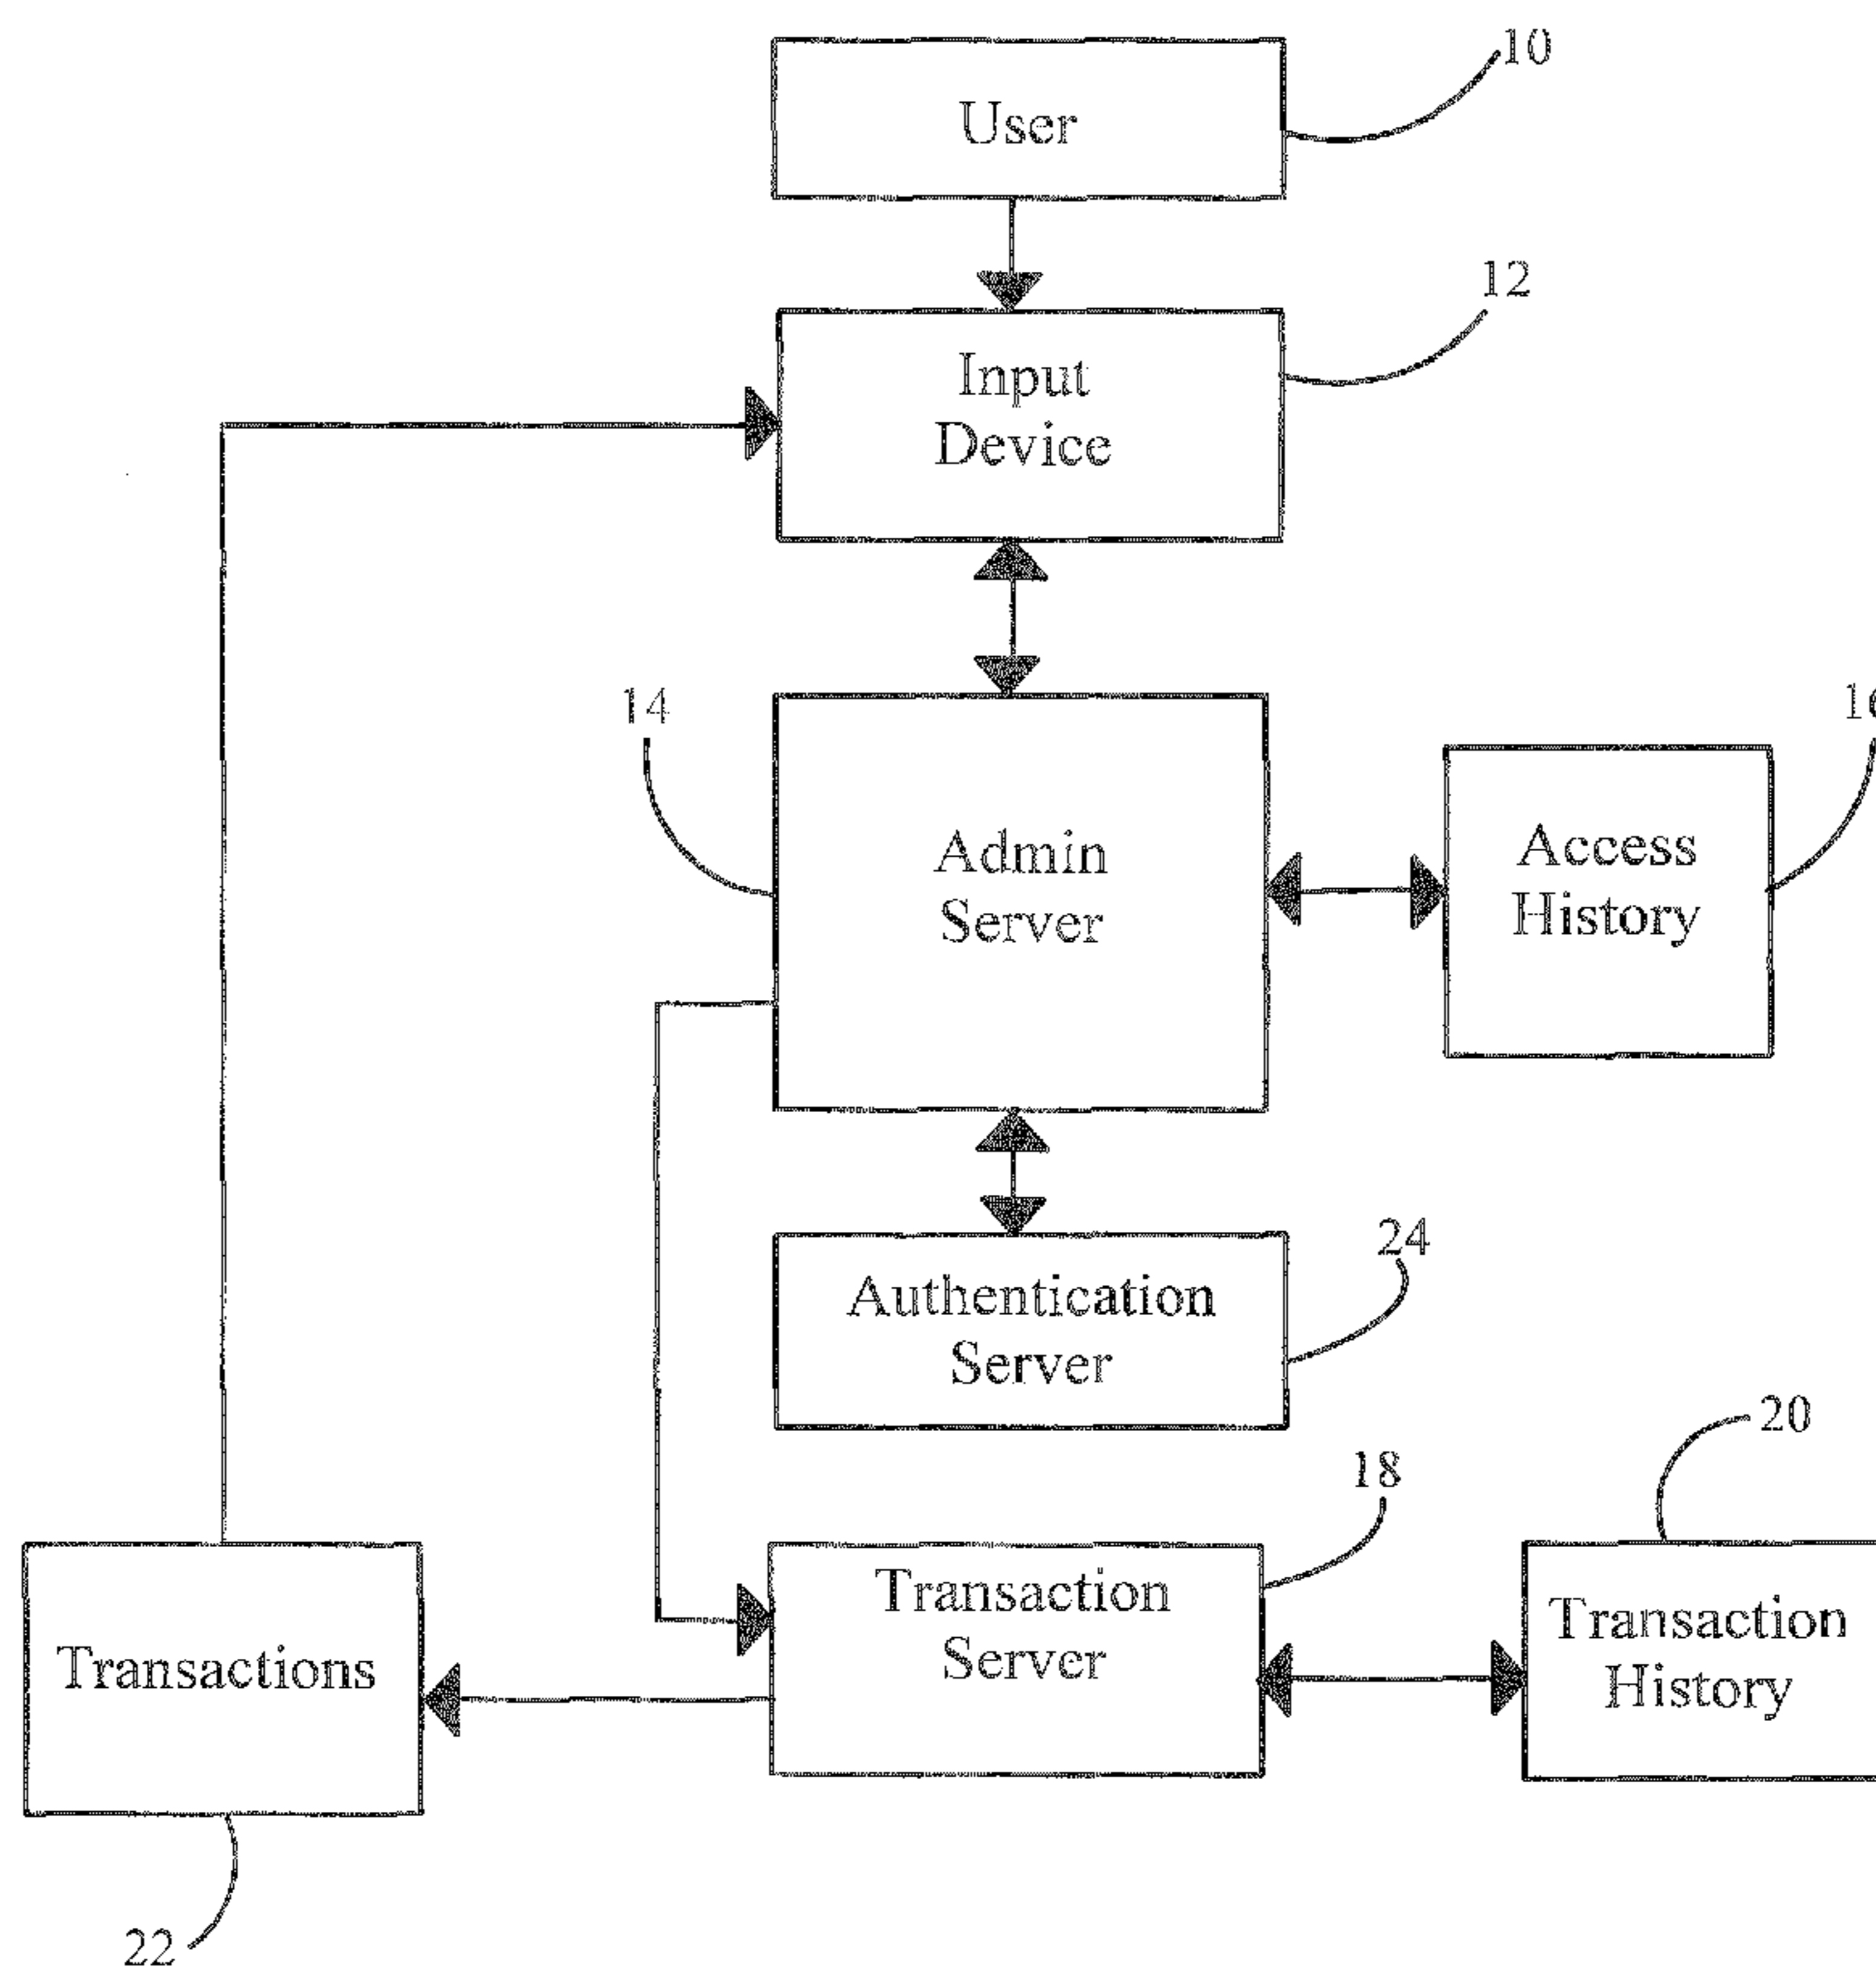 10
User
12
Input
Device
14
16
Admin
Server
Access
History
24
Authentication
Server
20
18
Transaction
Server
Transaction
History
Transactions
22